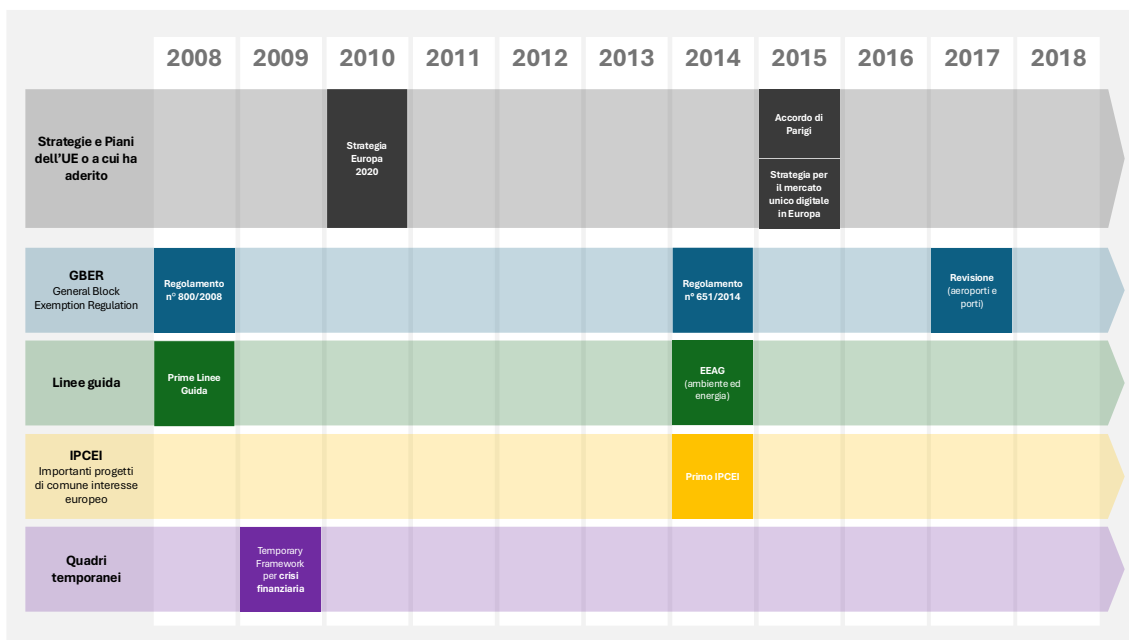 2008 2009 2010 2011 2012 2013 2014 2015 2016 2017 2018
Strategie e Piani
dell'UE o a cui ha
aderito
Strategia
Europa
2020
Accordo di
Parigi
Strategia per
il mercato
unico digitale
in Europa
GBER
General Block
Exemption Regulation
Regolamento
n° 800/2008
Regolamento
n° 651/2014
Revisione
(aeroporti e
porti)
Linee guida
Prime Linee
Guida
EEAG
(ambiente ed
energia)
IPCEI
Importanti progetti
di comune interesse
europeo
Primo IPCEI
Quadri
temporanei
Temporary
Framework
per crisi
finanziaria